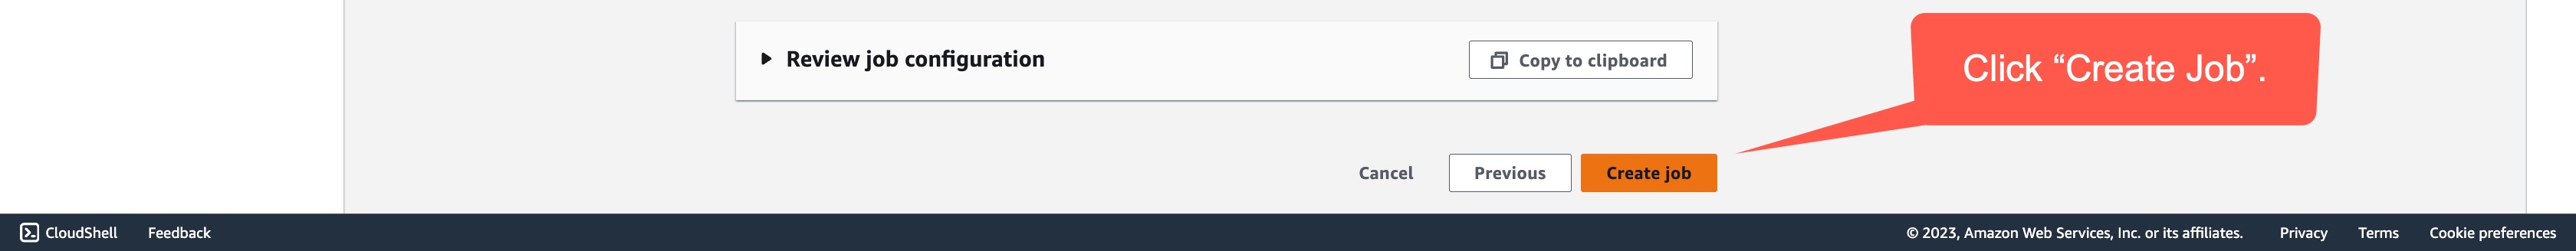 Review job configuration
Copy to clipboard
Click “Create Job”.
Cancel
Previous
Create job
CloudShell
Feedback
© 2023, Amazon Web Services, Inc. or its affiliates.
Privacy
Terms
Cookie preferences